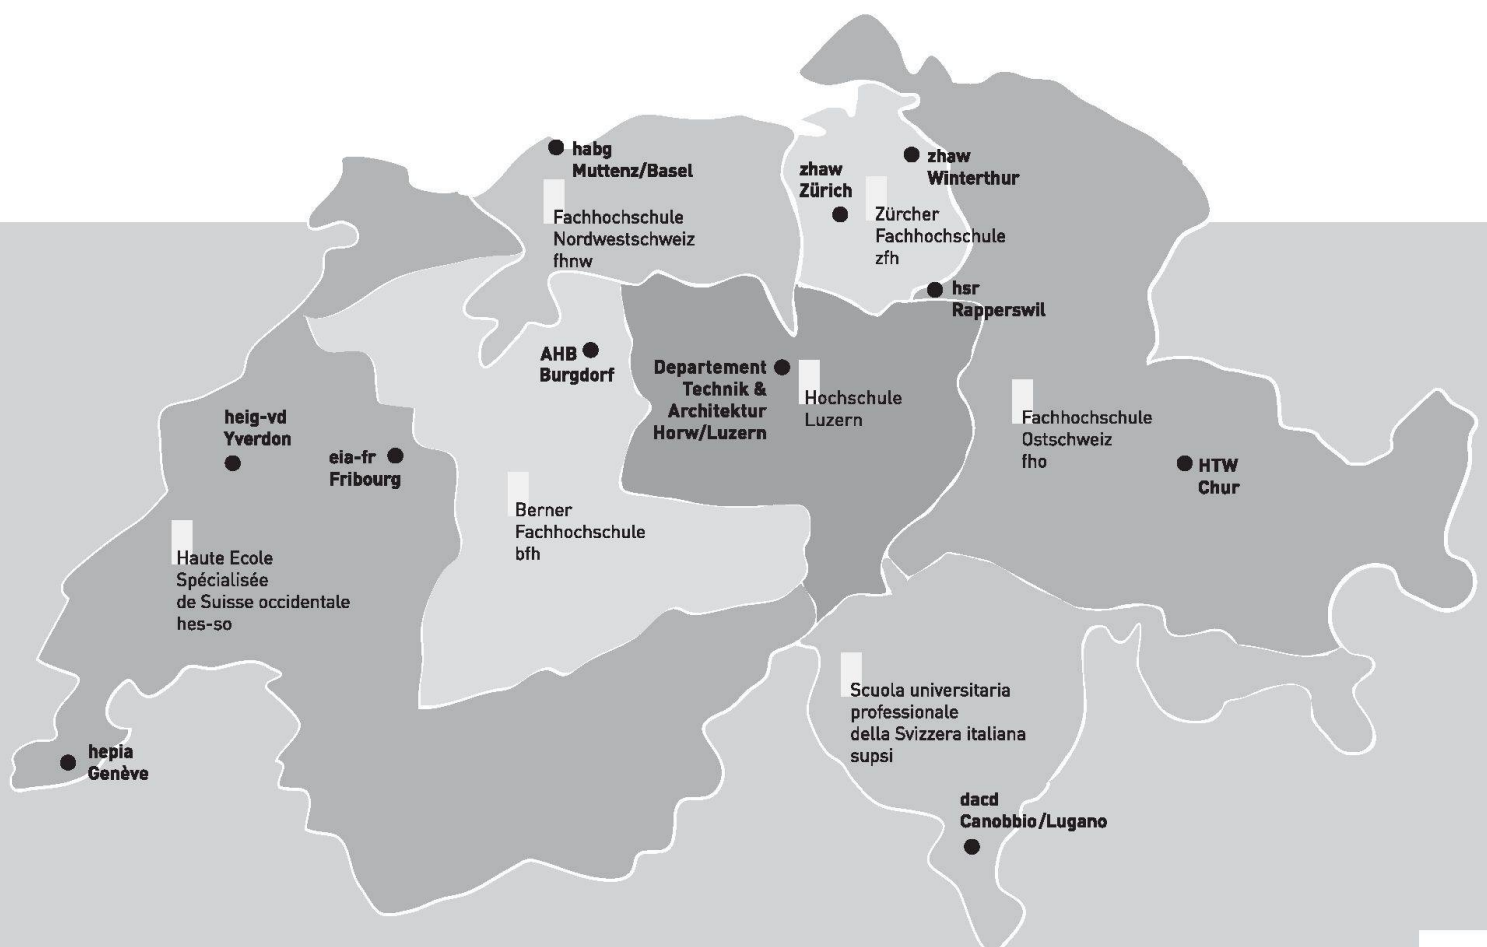 habg
Muttenz/Basel
Fachhochschule
Nordwestschweiz
fhnw
zhaw
Zürich
zhaw
Winterthur
Zürcher
Fachhochschule
zfh
hsr
Rapperswil
AHB
Burgdorf
Departement
Technik &
Architektur
Horw/Luzern
Hochschule
Luzern
Fachhochschule
Ostschweiz
fho
HTW
Chur
heig-vd
Yverdon
eia-fr
Fribourg
Berner
Fachhochschule
bfh
Haute Ecole
Spécialisée
de Suisse occidentale
hes-so
hepia
Genève
Scuola universitaria
professionale
della Svizzera italiana
supsi
dacd
Canobbio/Lugano